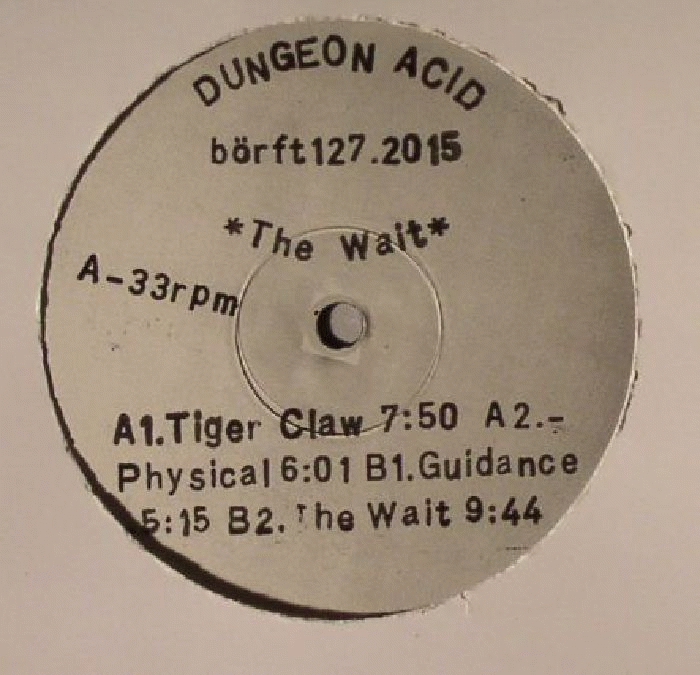 DUNGEON ACID
börft127.2015
*The Wait*
A-33rpm
A1.Tiger Claw 7:50 A2.-
Physical 6:01 B1.Guidance
5:15 B2. The Wait 9:44